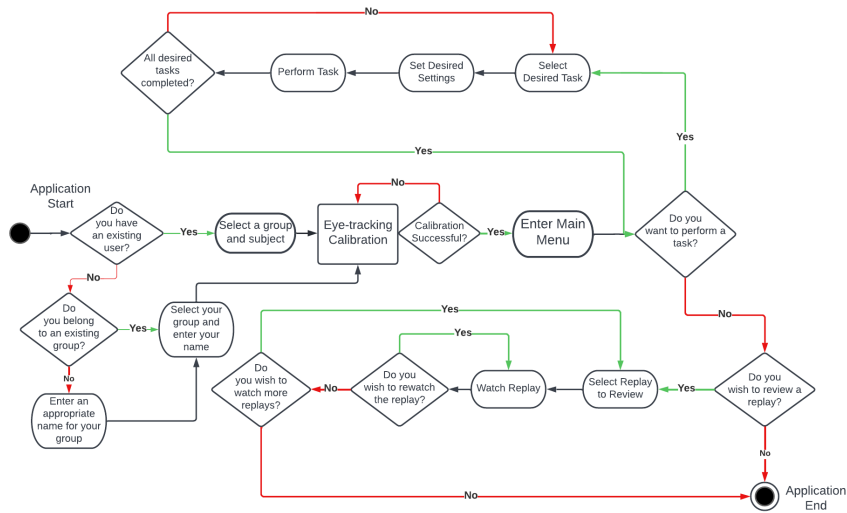 No
All desired
tasks
completed?
Perform Task
Set Desired
Settings
Select
Desired Task
Yes
Yes
Application
Start
Do
you have
an existing
user?
Yes
Select a group
and subject
No
Eye-tracking
Calibration
Calibration
Successful?
Yes
Enter Main
Menu
Do you
want to perform a
task?
No
Do
you belong
to an existing
group?
Yes
Select your
group and
enter your
name
No
Enter an
appropriate
name for your
group
No
Yes
Yes
Do
you wish to
watch more
replays?
No
Do you
wish to rewatch
the replay?
Watch Replay
Select Replay
to Review
Yes
Do you
wish to review a
replay?
No
No
Application
End